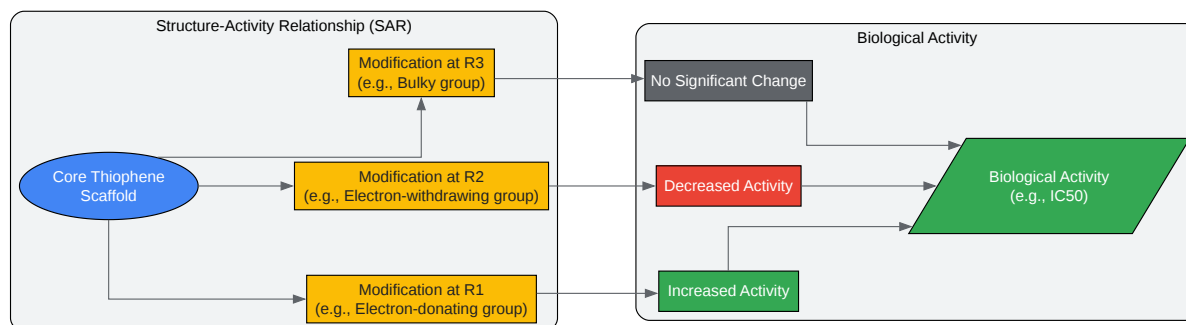 Structure-Activity Relationship (SAR)
Modification at R3
(e.g., Bulky group)
Core Thiophene
Scaffold
Modification at R2
(e.g., Electron-withdrawing group)
Modification at R1
(e.g., Electron-donating group)
Biological Activity
No Significant Change
Decreased Activity
Increased Activity
Biological Activity
(e.g., IC50)